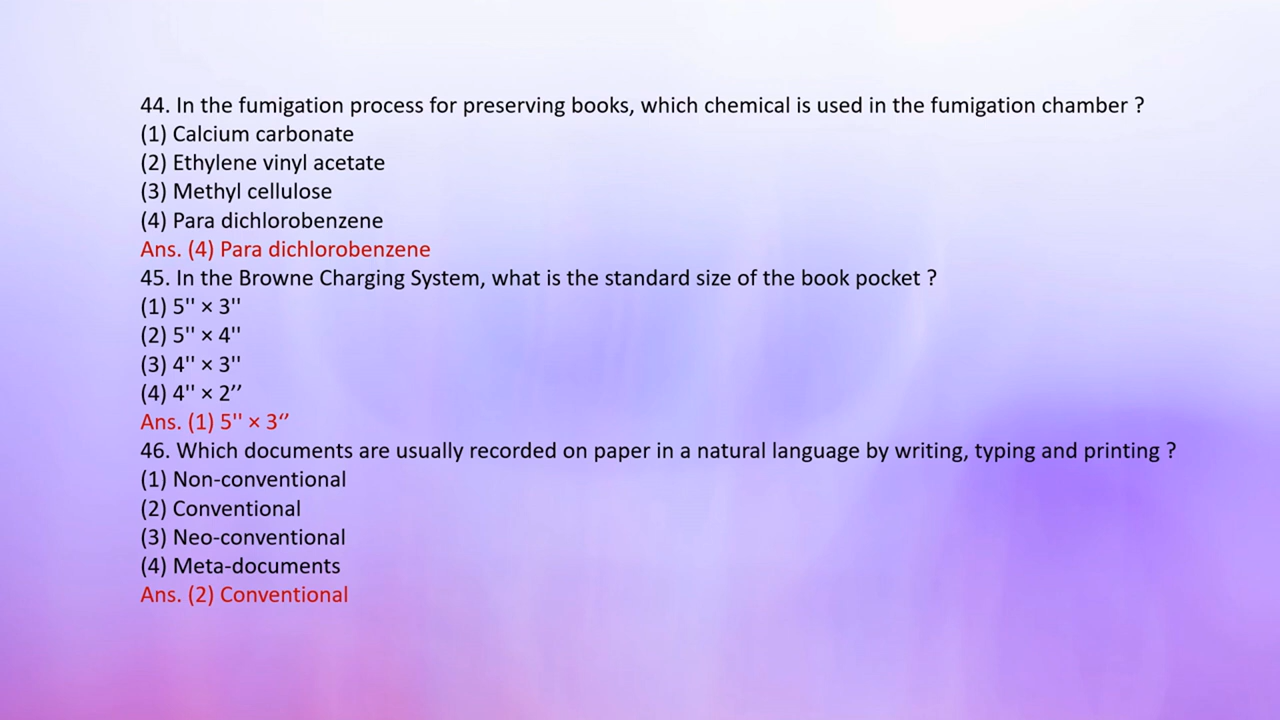 44. In the fumigation process for preserving books, which chemical is used in the fumigation chamber ?
(1) Calcium carbonate
(2) Ethylene vinyl acetate
(3) Methyl cellulose
(4) Para dichlorobenzene
Ans. (4) Para dichlorobenzene
45. In the Browne Charging System, what is the standard size of the book pocket ?
(1) 5'' × 3''
(2) 5'' × 4''
(3) 4'' × 3''
(4) 4'' × 2’’
Ans. (1) 5'' × 3‘’
46. Which documents are usually recorded on paper in a natural language by writing, typing and printing ?
(1) Non-conventional
(2) Conventional
(3) Neo-conventional
(4) Meta-documents
Ans. (2) Conventional